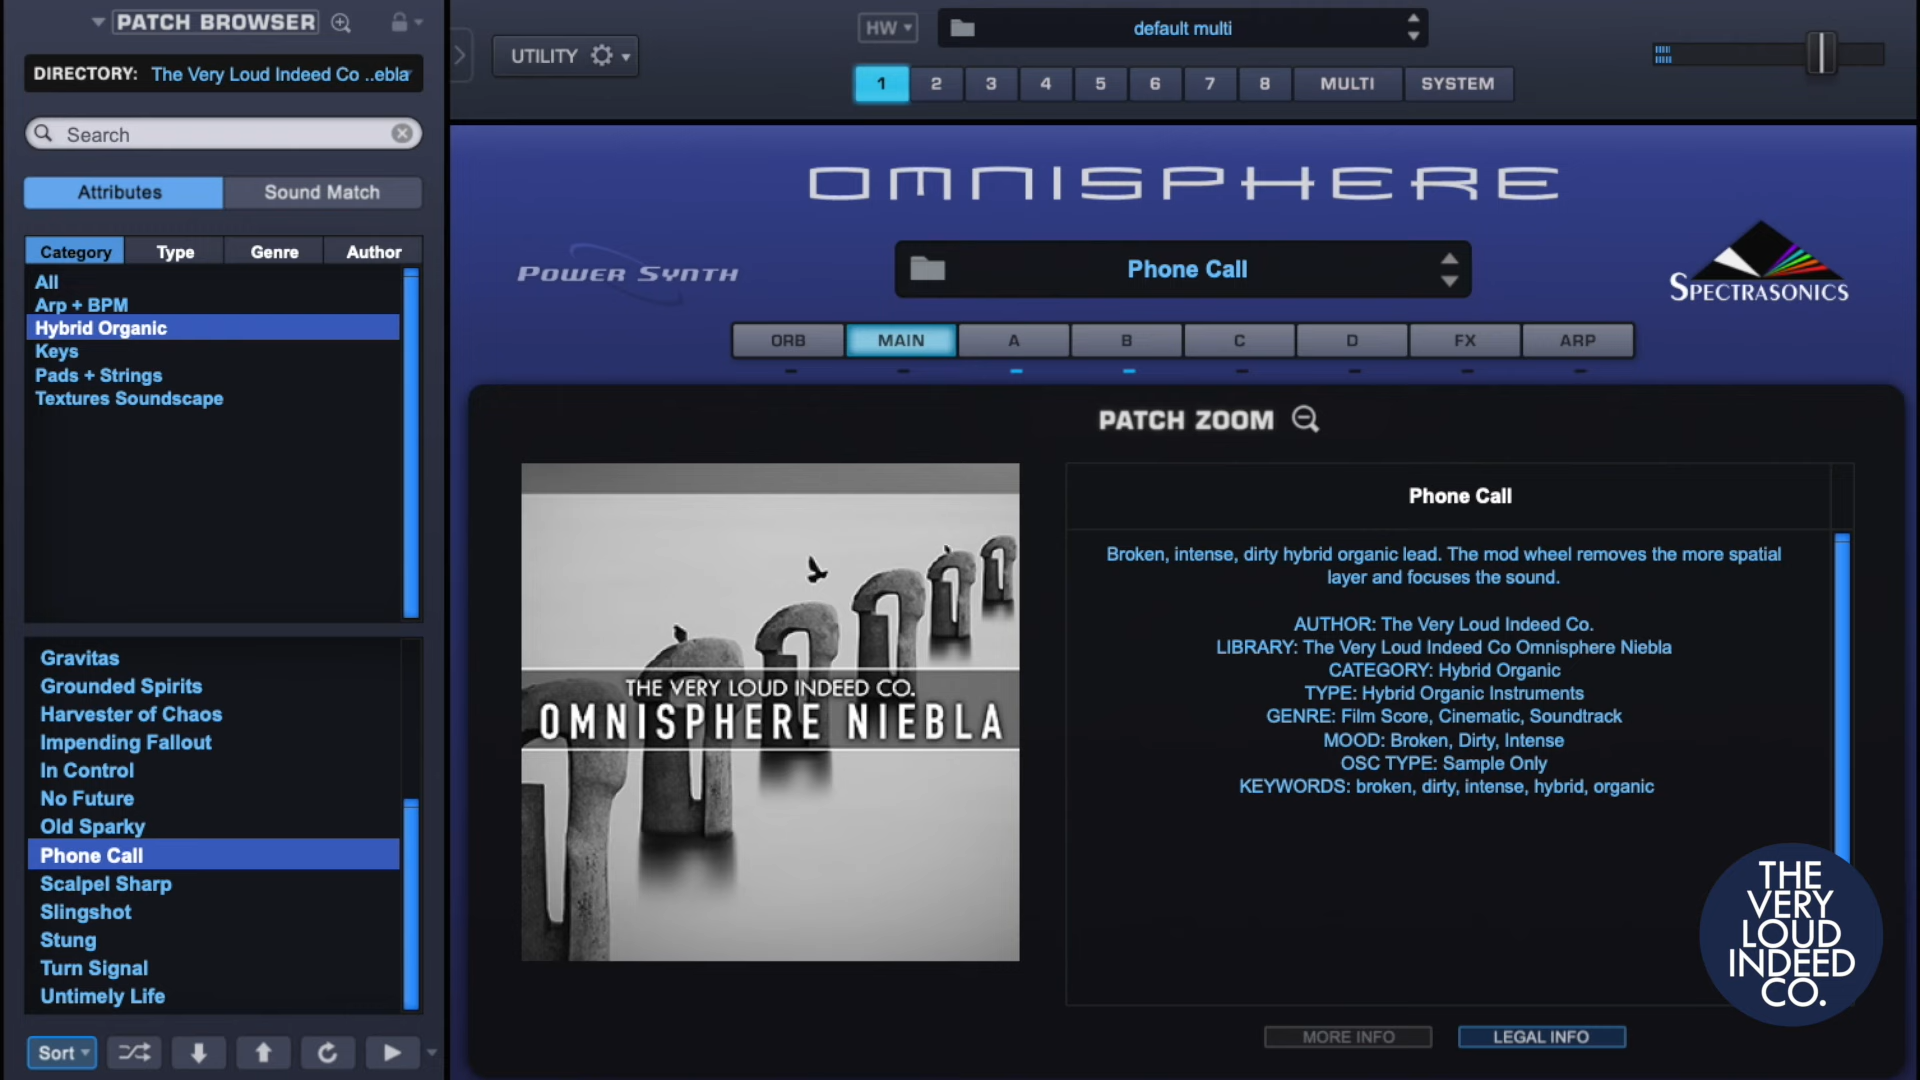 PATCH BROWSER
DIRECTORY: The Very Loud Indeed Co ..ebla
Search
Attributes
Sound Match
Category
Type
Genre
Author
All
Arp + BPM
Hybrid Organic
Keys
Pads + Strings
Textures Soundscape
Gravitas
Grounded Spirits
Harvester of Chaos
Impending Fallout
In Control
No Future
Old Sparky
Phone Call
Scalpel Sharp
Slingshot
Stung
Turn Signal
Untimely Life
Sort
UTILITY
HW
default multi
1 2 3 4 5 6 7 8 MULTI SYSTEM
OMNISPHERE
POWER SYNTH
Phone Call
SPECTRASONICS
ORB MAIN A B C D FX ARP
PATCH ZOOM
THE VERY LOUD INDEED CO.
OMNISPHERE NIEBLA
Phone Call
Broken, intense, dirty hybrid organic lead. The mod wheel removes the more spatial
layer and focuses the sound.
AUTHOR: The Very Loud Indeed Co.
LIBRARY: The Very Loud Indeed Co Omnisphere Niebla
CATEGORY: Hybrid Organic
TYPE: Hybrid Organic Instruments
GENRE: Film Score, Cinematic, Soundtrack
MOOD: Broken, Dirty, Intense
OSC TYPE: Sample Only
KEYWORDS: broken, dirty, intense, hybrid, organic
MORE INFO
LEGAL INFO
THE
VERY
LOUD
INDEED
CO.